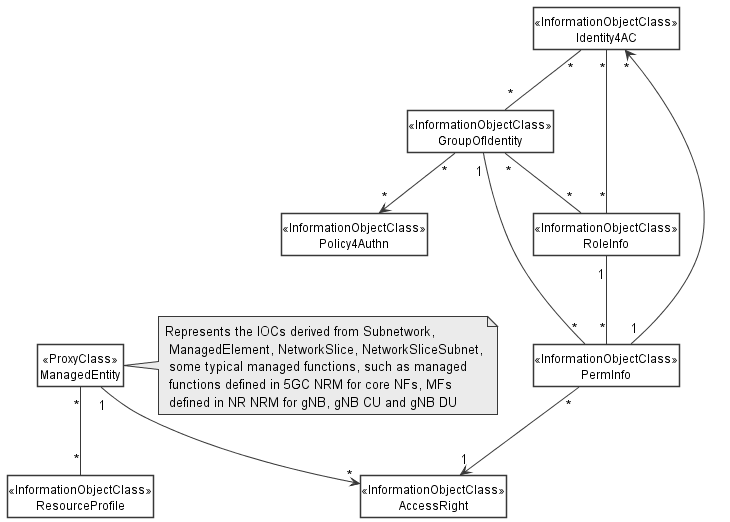 «InformationObjectClass»
Identity4AC
*
*
*
*
«InformationObjectClass»
GroupOfIdentity
*
1
*
*
*
*
«InformationObjectClass»
Policy4Authn
«InformationObjectClass»
RoleInfo
1
Represents the IOCs derived from Subnetwork,
ManagedElement, NetworkSlice, NetworkSliceSubnet,
some typical managed functions, such as managed
functions defined in 5GC NRM for core NFs, MFs
defined in NR NRM for gNB, gNB CU and gNB DU
*
*
1
«ProxyClass»
ManagedEntity
«InformationObjectClass»
PermInfo
*
1
*
*
1
*
«InformationObjectClass»
ResourceProfile
«InformationObjectClass»
AccessRight